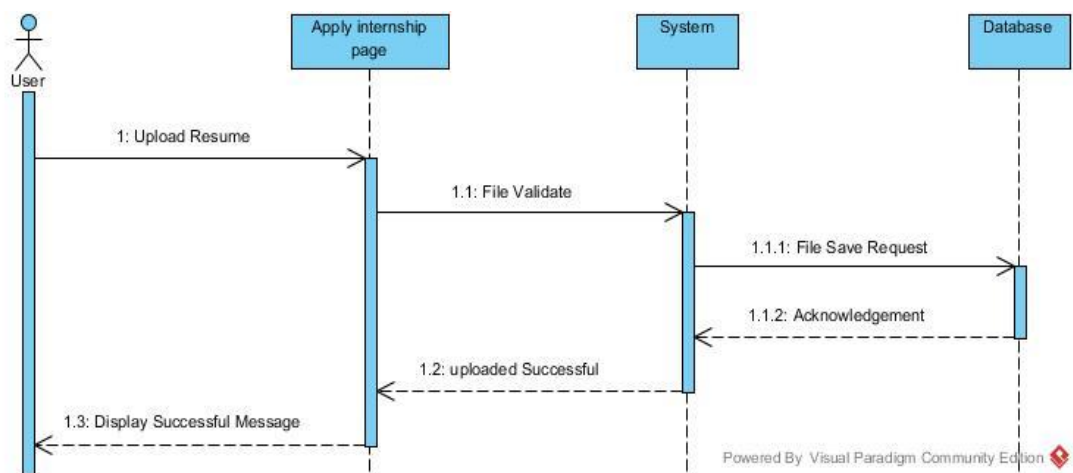 Apply internship
page
System
Database
User
1: Upload Resume
1.1: File Validate
1.1.1: File Save Request
1.1.2: Acknowledgement
1.2: uploaded Successful
1.3: Display Successful Message
Powered By Visual Paradigm Community Edition